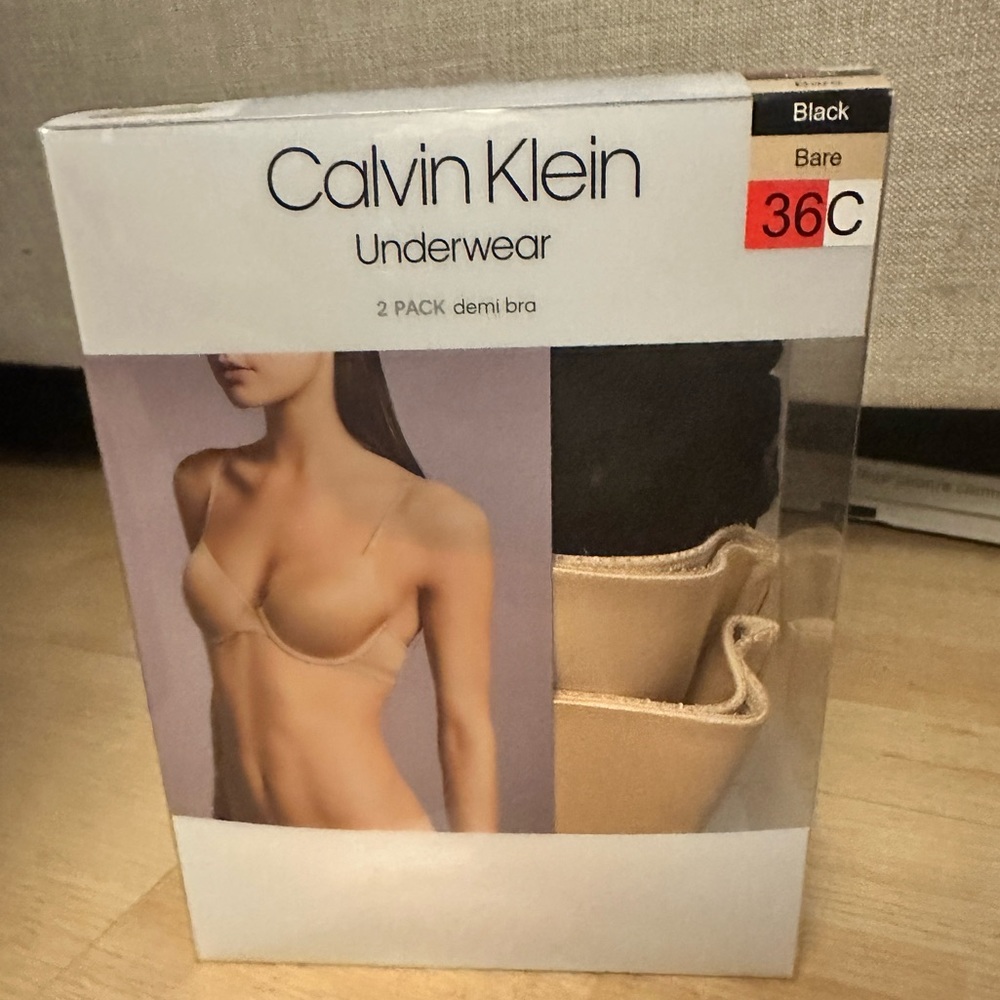 Calvin Klein
Underwear
2 PACK demi bra
Black
Bare
36C